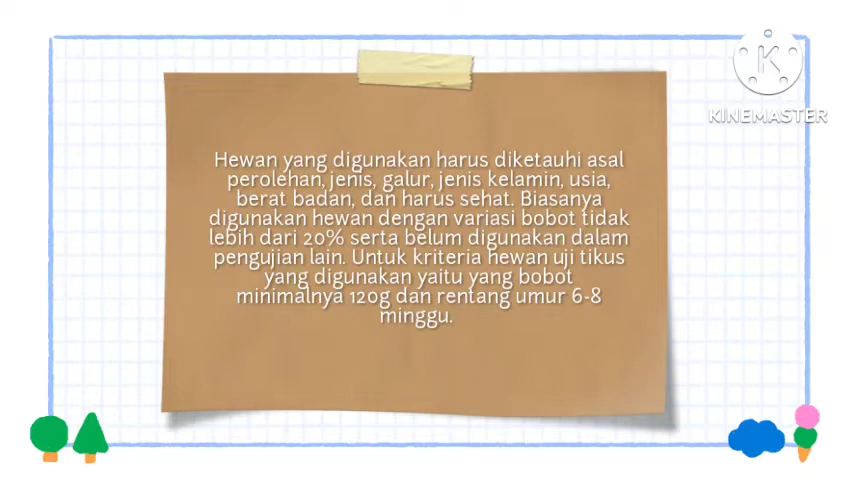 KINEMASTER
Hewan yang digunakan harus diketauhi asal
perolehan, jenis, galur, jenis kelamin, usia,
berat badan, dan harus sehat. Biasanya
digunakan hewan dengan variasi bobot tidak
lebih dari 20% serta belum digunakan dalam
pengujian lain. Untuk kriteria hewan uji tikus
yang digunakan yaitu yang bobot
minimalnya 120g dan rentang umur 6-8
minggu.